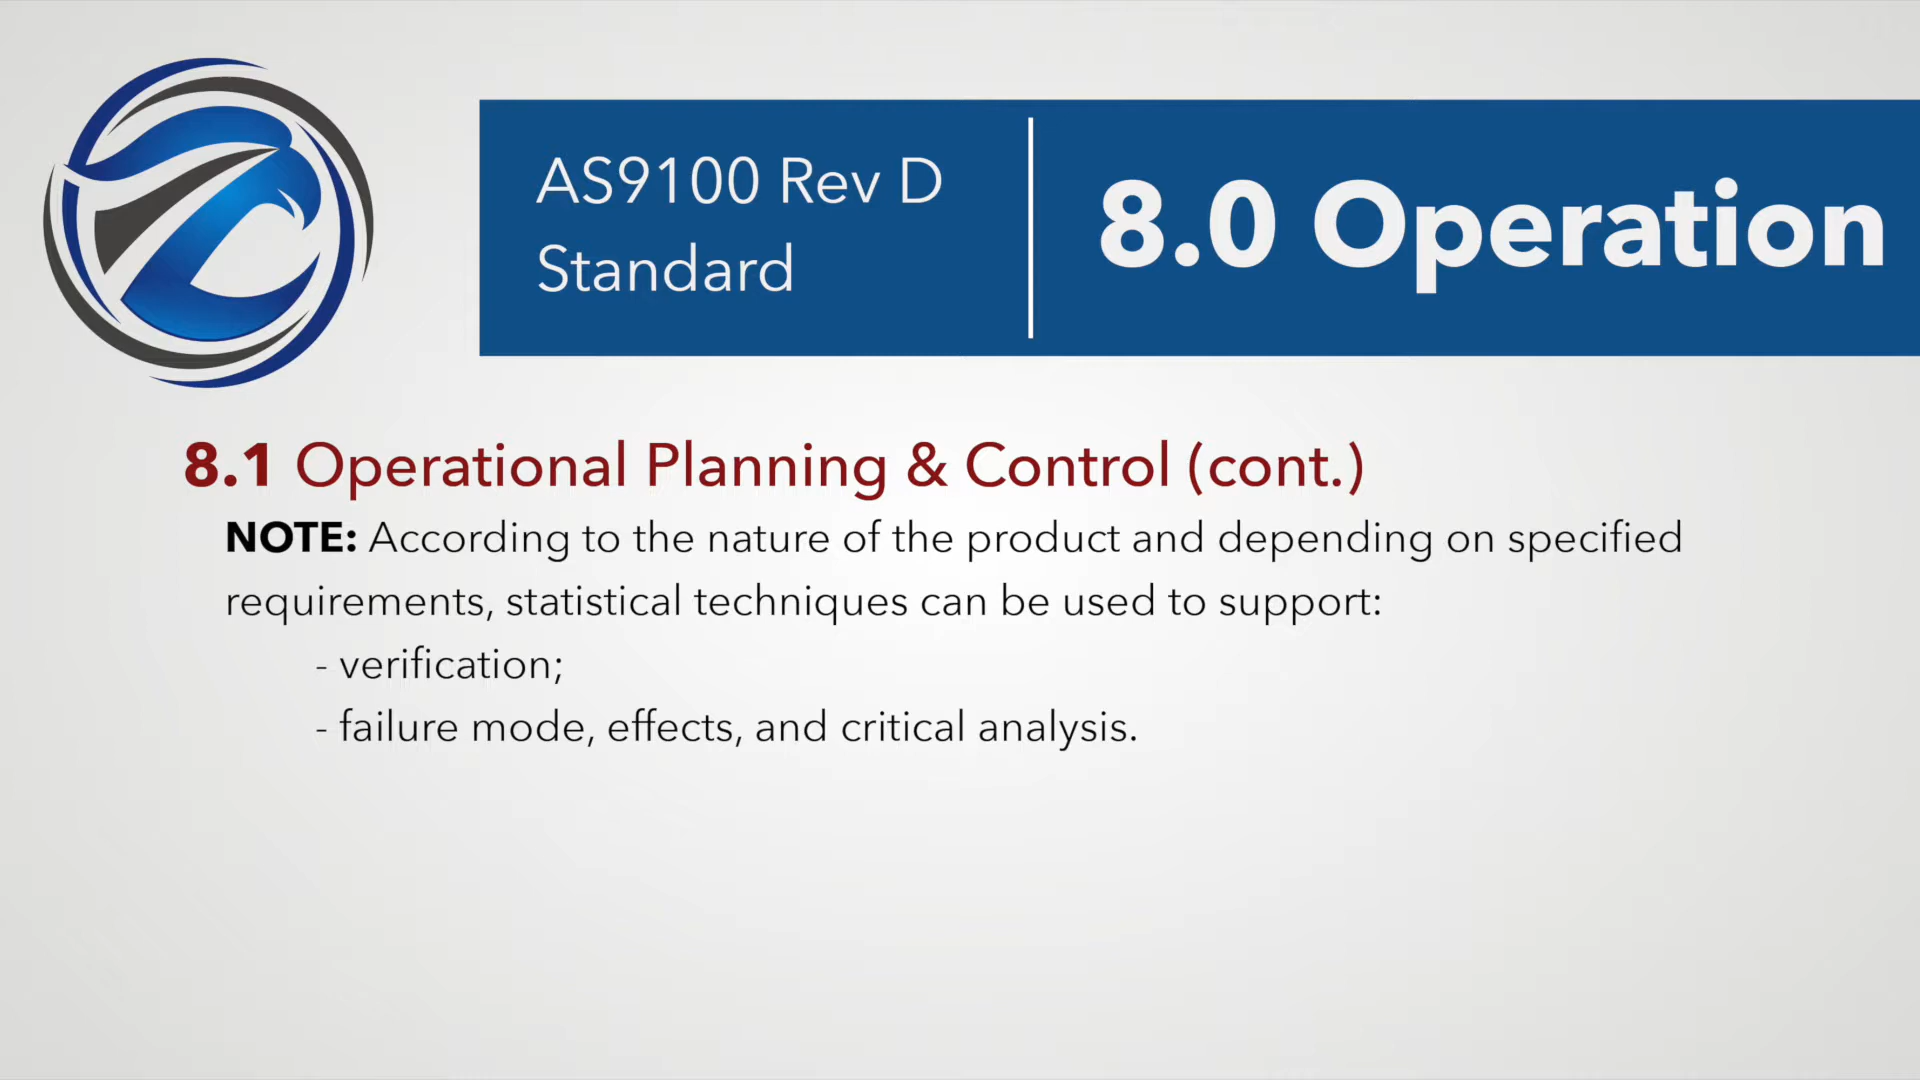 AS9100 Rev D
Standard
8.0 Operation
8.1 Operational Planning & Control (cont.)
NOTE: According to the nature of the product and depending on specified
requirements, statistical techniques can be used to support:
- verification;
- failure mode, effects, and critical analysis.